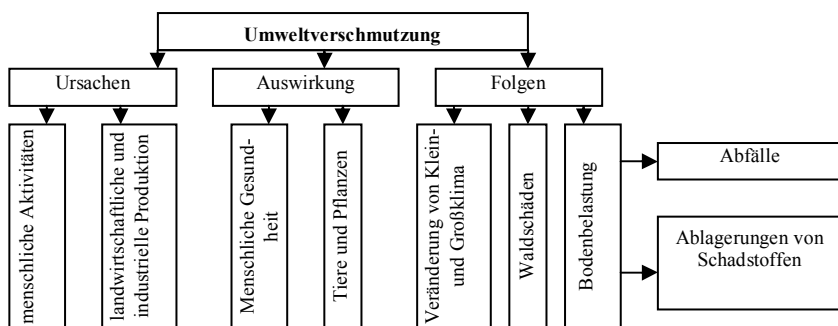 Umweltverschmutzung
Ursachen
Auswirkung
Folgen
menschliche Aktivitäten
landwirtschaftliche und
industrielle Produktion
Menschliche Gesund-
heit
Tiere und Pflanzen
Veränderung von Klein-
und Großklima
Waldschäden
Bodenbelastung
Abfälle
Ablagerungen von
Schadstoffen